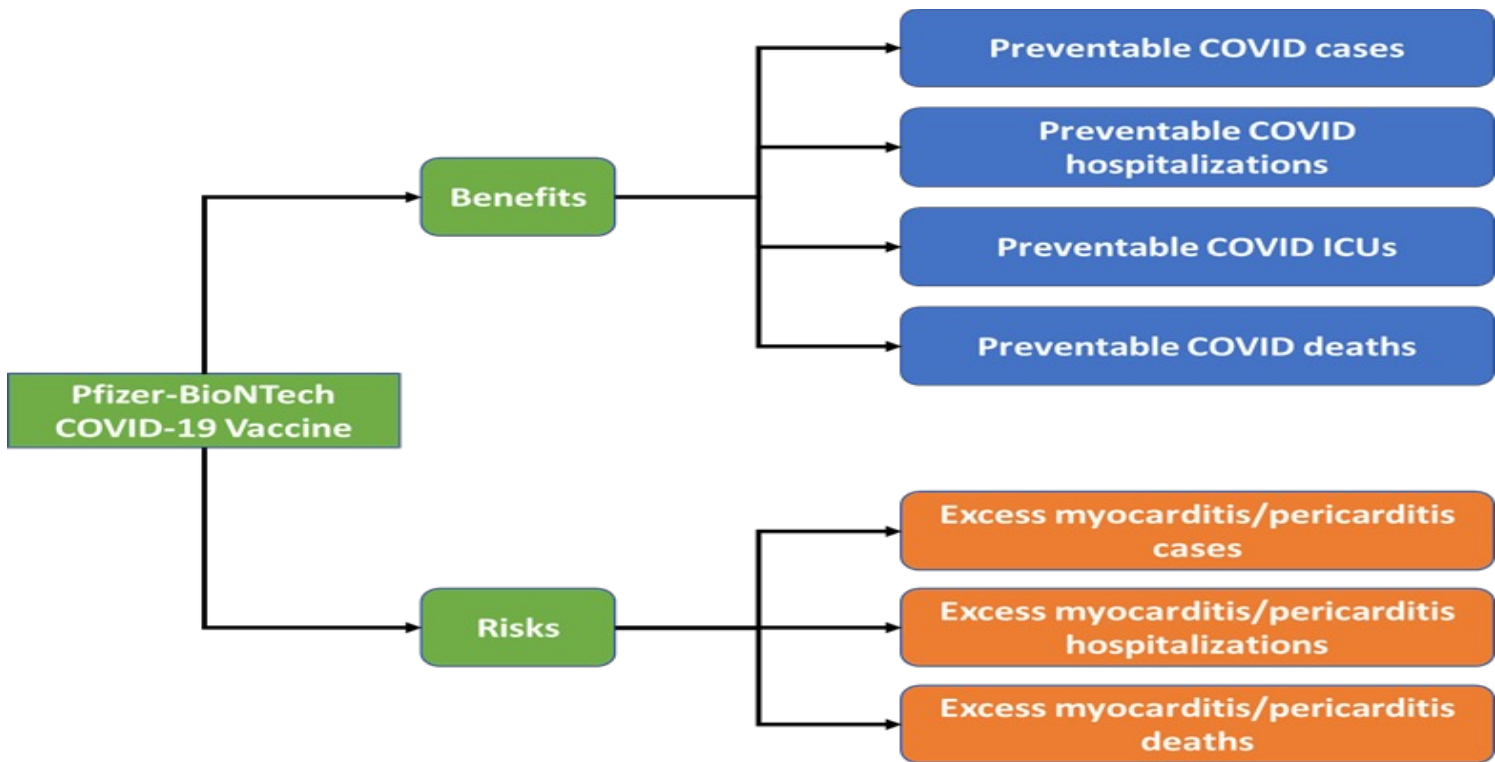 Preventable COVID cases
Preventable COVID
hospitalizations
Benefits
Preventable COVID ICUs
Preventable COVID deaths
Pfizer-BioNTech
COVID-19 Vaccine
Excess myocarditis/pericarditis
cases
Risks
Excess myocarditis/pericarditis
hospitalizations
Excess myocarditis/pericarditis
deaths